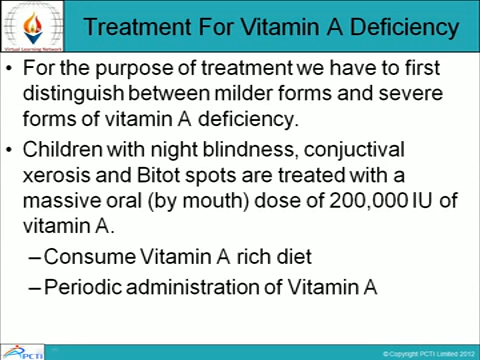 Treatment For Vitamin A Deficiency
Virtual Learning Network
• For the purpose of treatment we have to first
distinguish between milder forms and severe
forms of vitamin A deficiency.
• Children with night blindness, conjuctival
xerosis and Bitot spots are treated with a
massive oral (by mouth) dose of 200,000 IU of
vitamin A.
–Consume Vitamin A rich diet
–Periodic administration of Vitamin A
PCTI
© Copyright PCTI Limited 2012